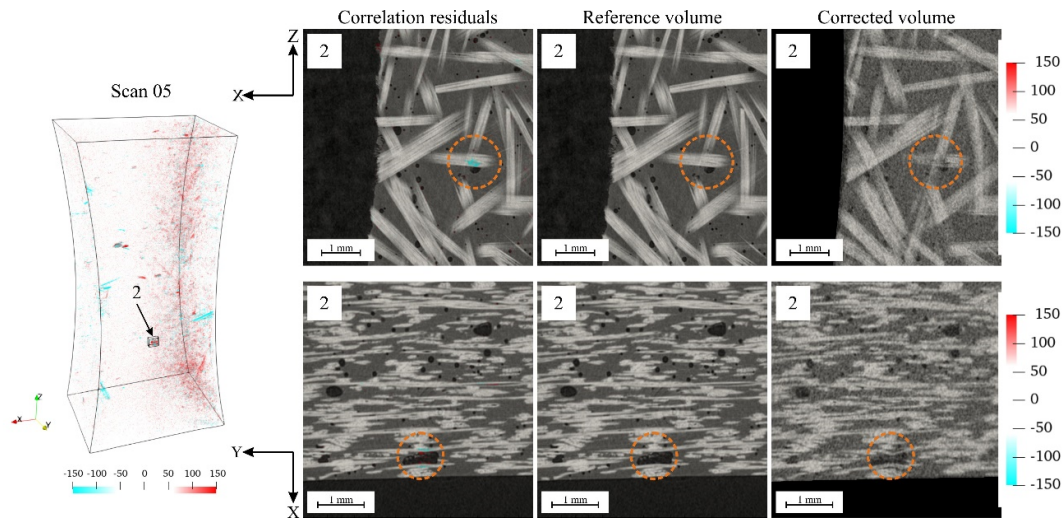 Correlation residuals
Reference volume
Corrected volume
Scan 05
Z
X
2
2
2
1 mm
1 mm
1 mm
150
100
50
0
-50
-100
-150
2
X
Z
Y
-150 -100 -50 0 50 100 150
Y
X
2
2
2
1 mm
1 mm
1 mm
150
100
50
0
-50
-100
-150